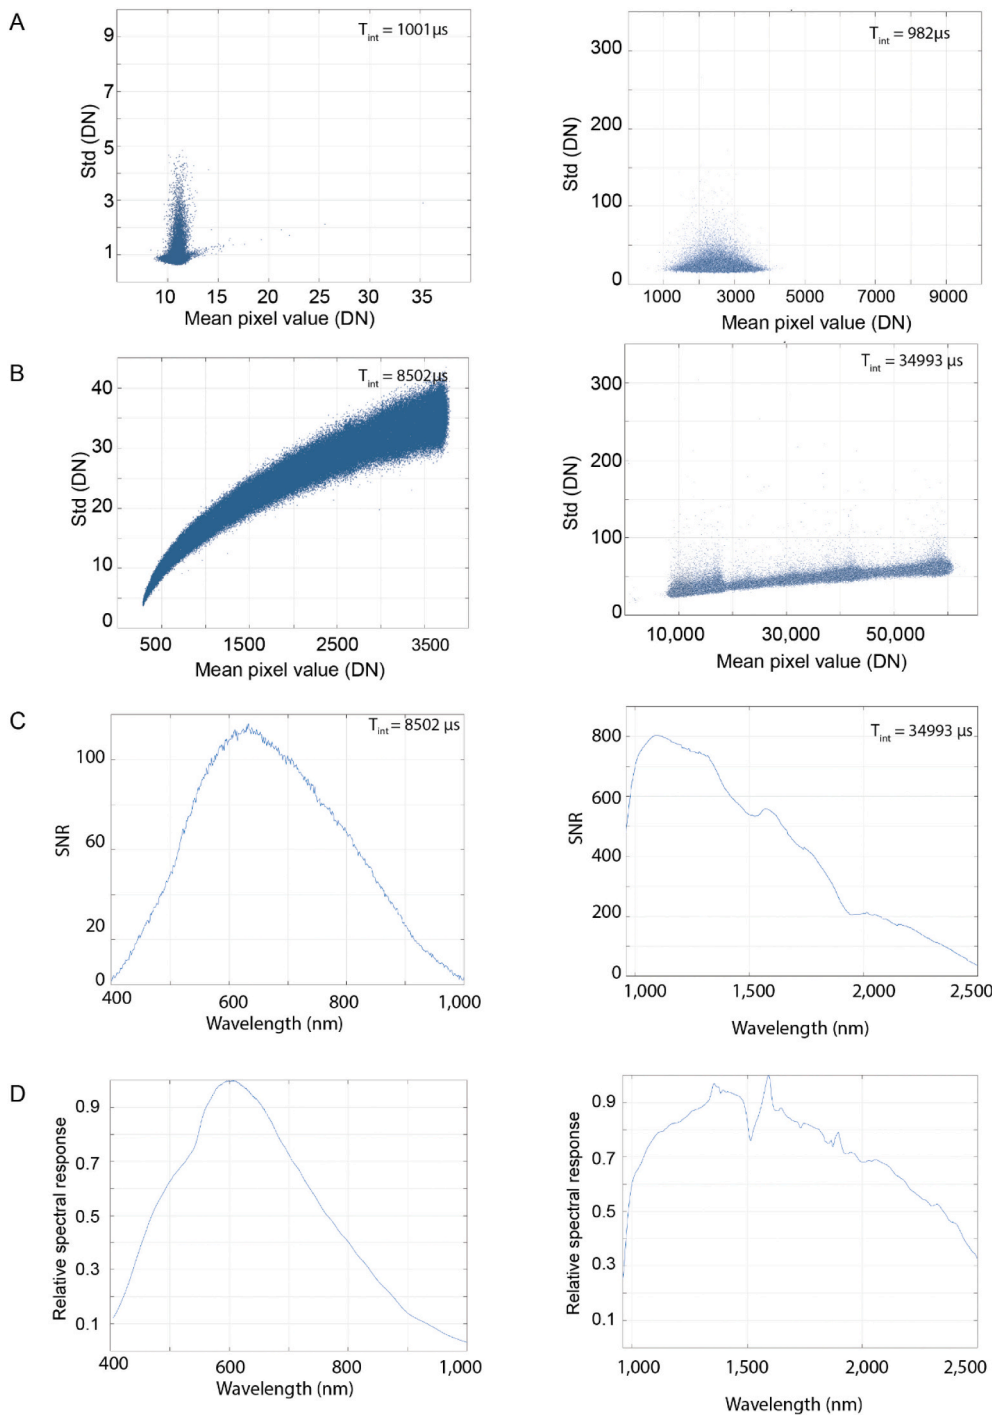 A
T_int = 1001µs
Std (DN)
9
7
5
3
1
10 15 20 25 30 35
Mean pixel value (DN)
T_int = 982µs
Std (DN)
300
200
100
0
1000 3000 5000 7000 9000
Mean pixel value (DN)
B
T_int = 8502µs
Std (DN)
40
30
20
10
0
500 1500 2500 3500
Mean pixel value (DN)
T_int = 34993 µs
Std (DN)
300
200
100
0
10,000 30,000 50,000
Mean pixel value (DN)
C
T_int = 8502 µs
SNR
100
60
20
0
400 600 800 1,000
Wavelength (nm)
T_int = 34993 µs
SNR
800
600
400
200
0
1,000 1,500 2,000 2,500
Wavelength (nm)
D
Relative spectral response
0.9
0.7
0.5
0.3
0.1
400 600 800 1,000
Wavelength (nm)
Relative spectral response
0.9
0.7
0.5
0.3
0.1
1,000 1,500 2,000 2,500
Wavelength (nm)